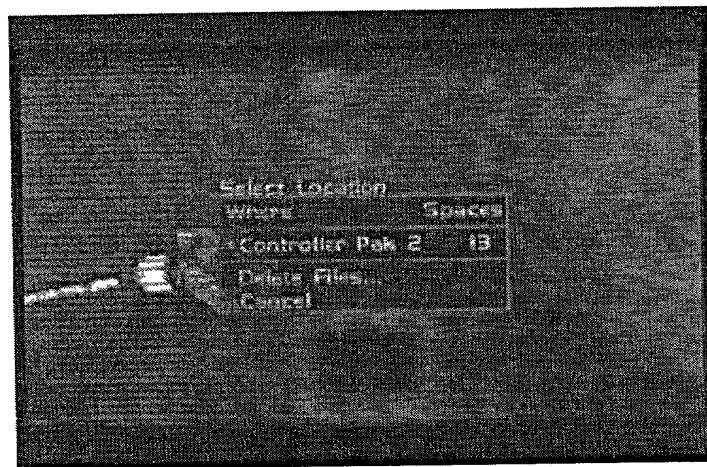 Select Location
Where Spaces
Controller Pak 2 13
Delete Files...
Cancel